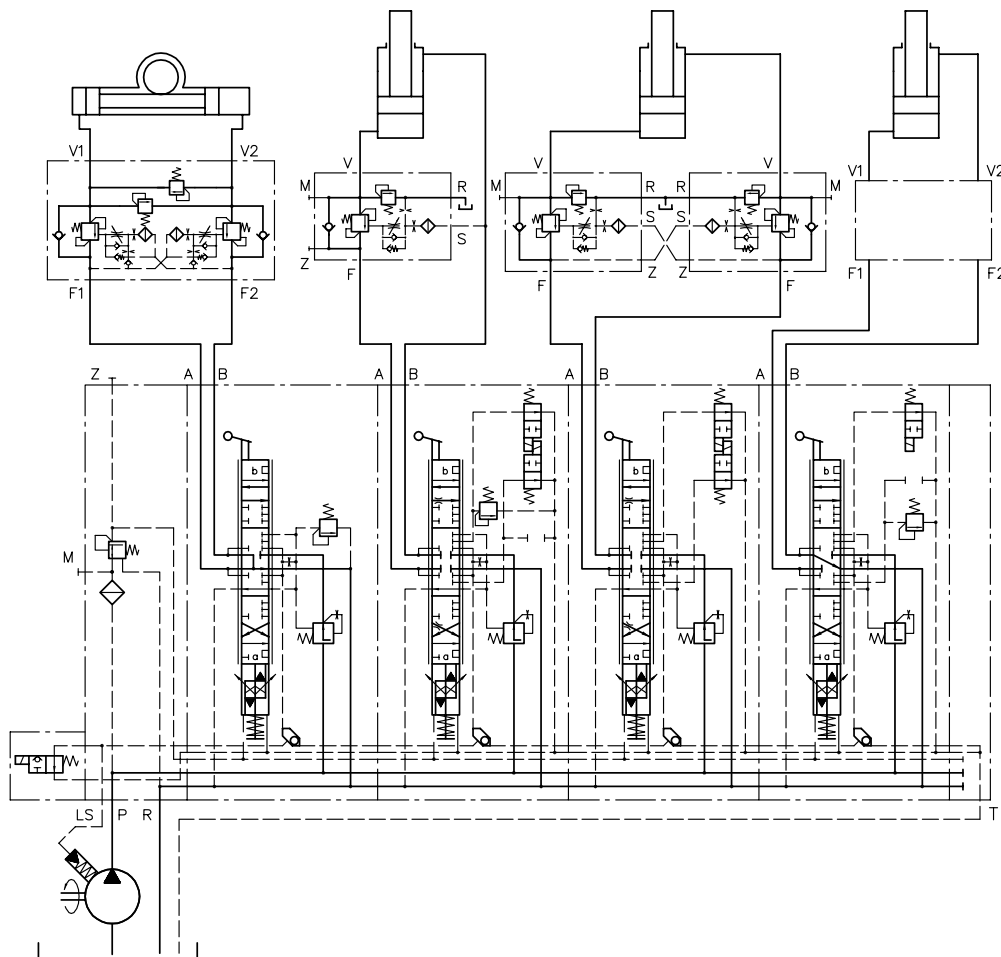 V1 V2
V1 V2
M V R
M V R R V M
S
S S
Z Z Z
F1 F2
F
F
F
F1 F2
Z
A B
A B
A B
A B
b b b b
M
a a a a
LS P R
T